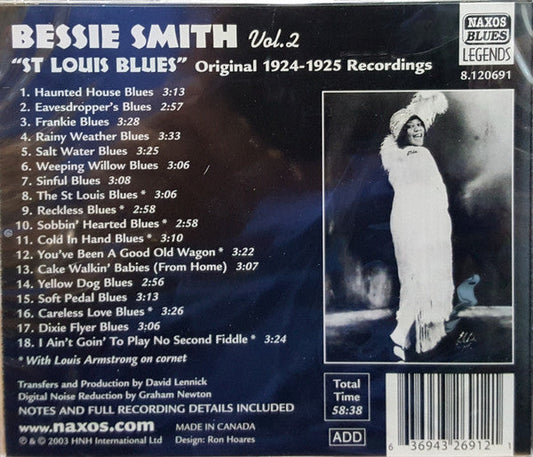 BESSIE SMITH Vol.2
NAXOS
BLUES
LEGENDS
"ST LOUIS BLUES" Original 1924-1925 Recordings
8.120691
1. Haunted House Blues 3:13
2. Eavesdropper's Blues 2:57
3. Frankie Blues 3:28
4. Rainy Weather Blues 3:33
5. Salt Water Blues 3:25
6. Weeping Willow Blues 3:06
7. Sinful Blues 3:08
8. The St Louis Blues * 3:06
9. Reckless Blues * 2:58
10. Sobbin' Hearted Blues * 2:58
11. Cold In Hand Blues * 3:10
12. You've Been A Good Old Wagon * 3:22
13. Cake Walkin' Babies (From Home) 3:07
14. Yellow Dog Blues 2:56
15. Soft Pedal Blues 3:13
16. Careless Love Blues * 3:26
17. Dixie Flyer Blues 3:06
18. I Ain't Goin' To Play No Second Fiddle * 3:24
* With Louis Armstrong on cornet
Transfers and Production by David Lennick
Digital Noise Reduction by Graham Newton
NOTES AND FULL RECORDING DETAILS INCLUDED
www.naxos.com MADE IN CANADA
℗ & © 2003 HNH International Ltd Design: Ron Hoares
Total
Time
58:38
ADD
6 36943 26912 1